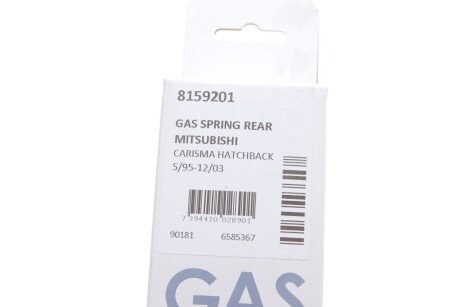 8159201
GAS SPRING REAR
MITSUBISHI
CARISMA HATCHBACK
5/95-12/03
7 394410 028901
90181 6585367
GAS